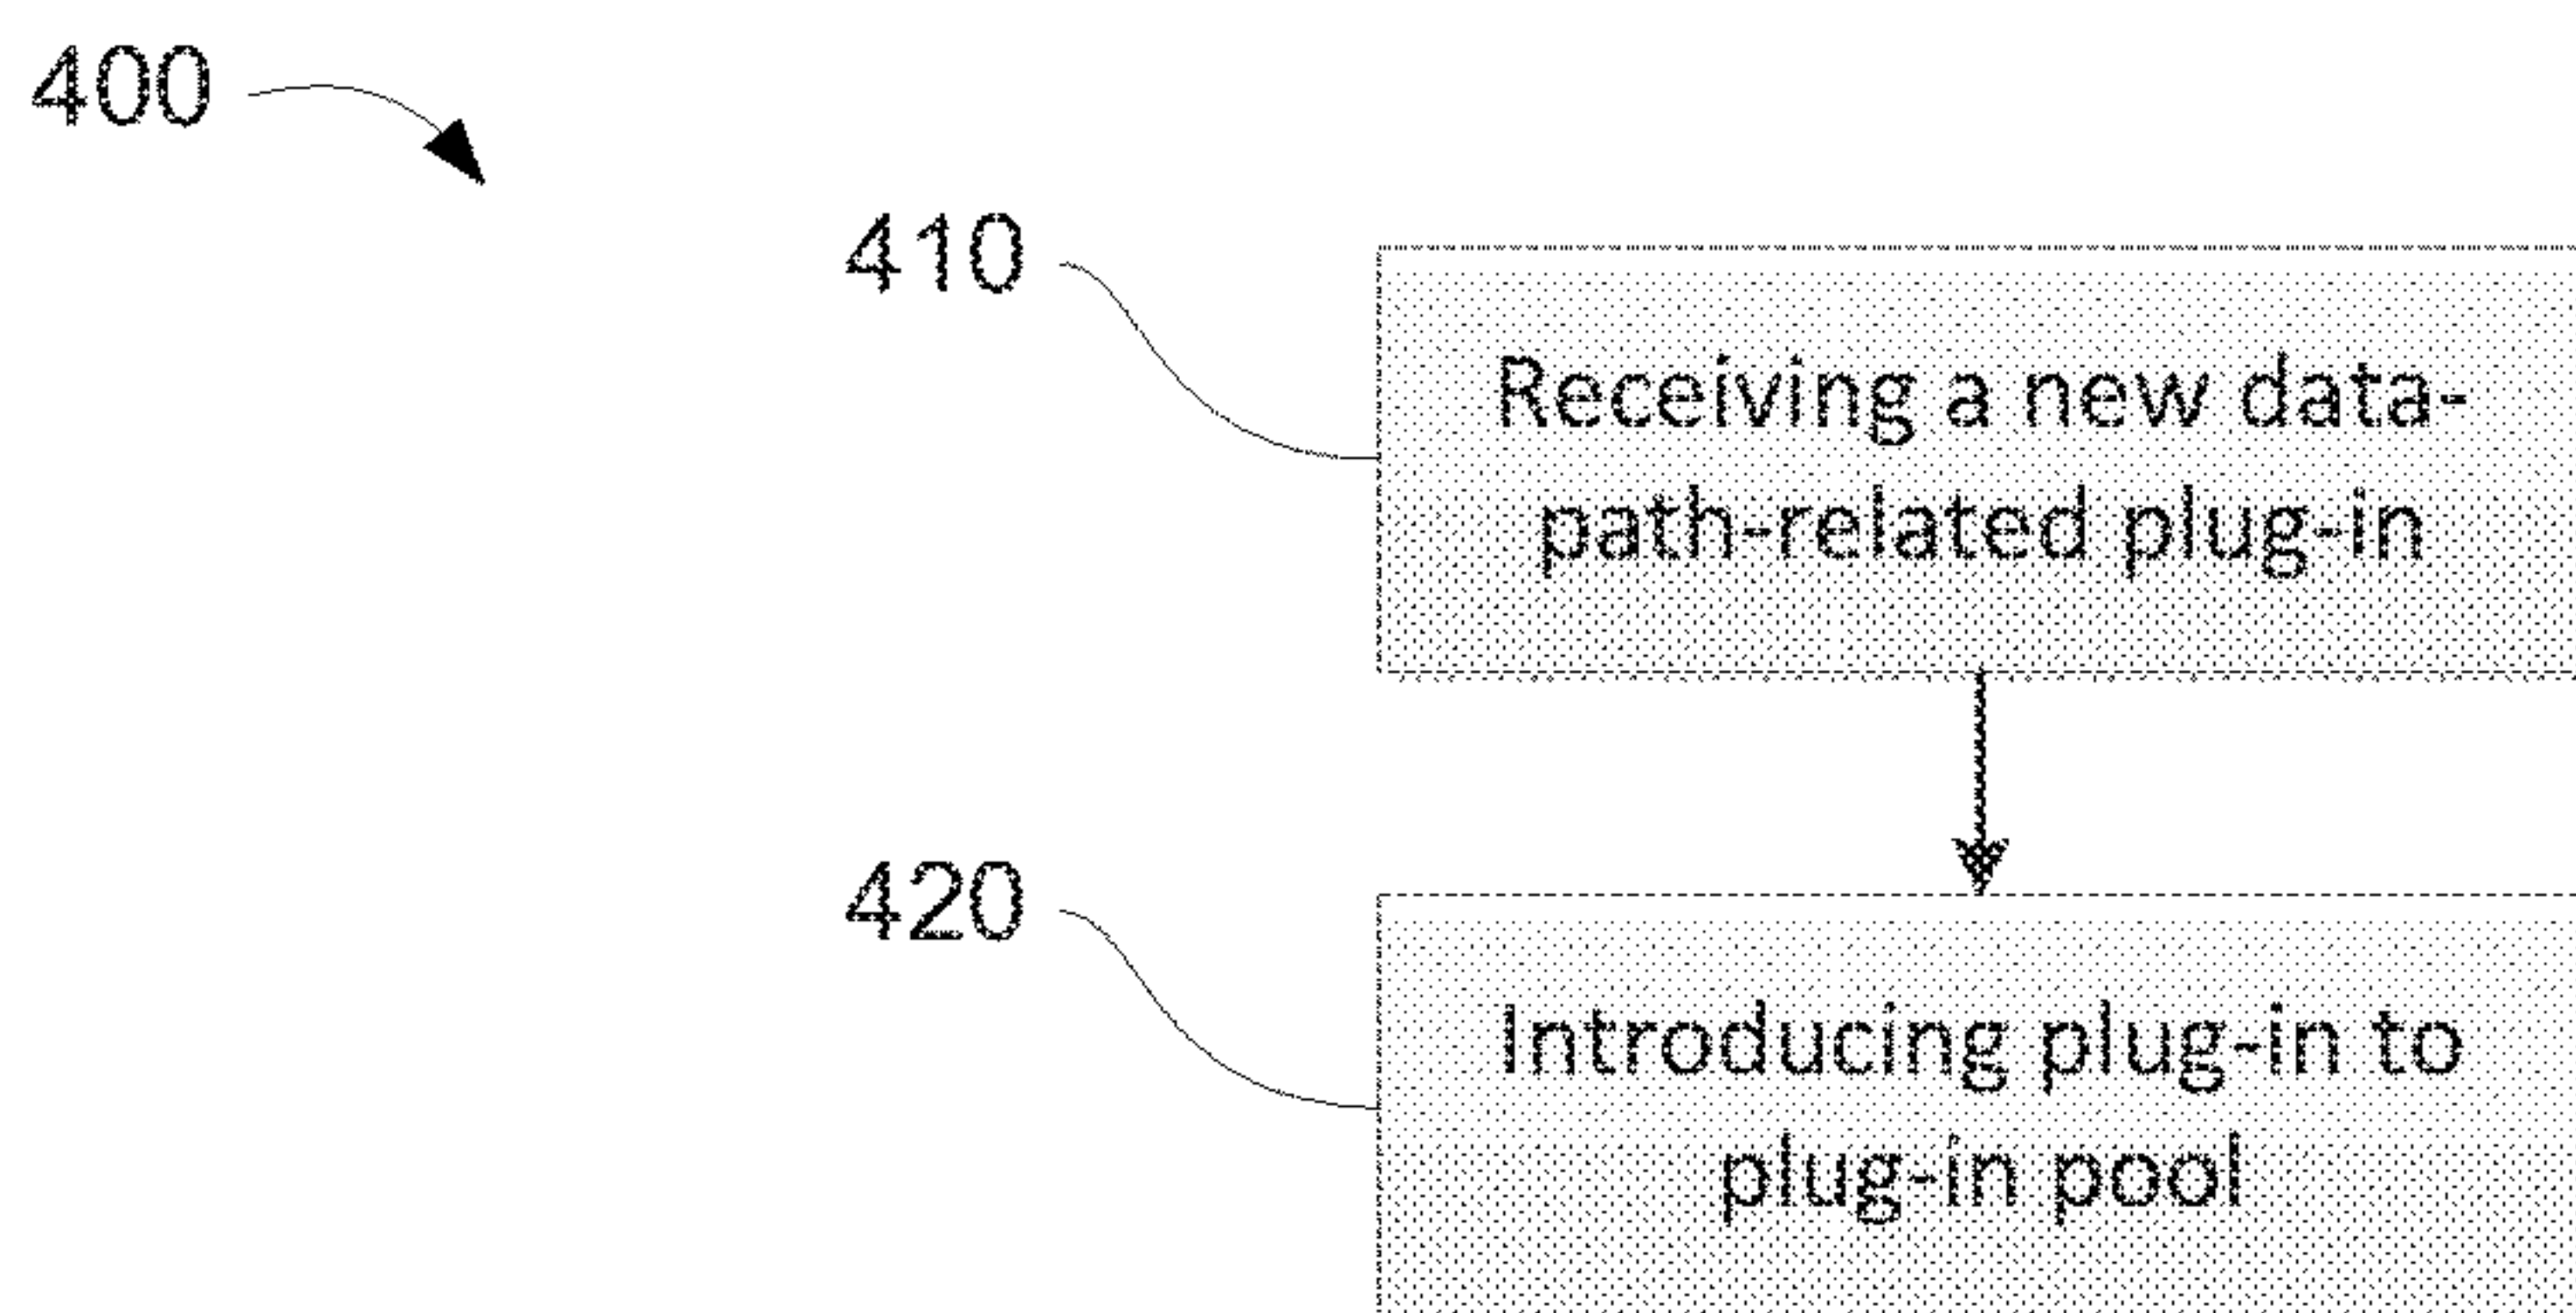 400
410
Receiving a new data-
path-related plug-in
420
Introducing plug-in to
plug-in pool